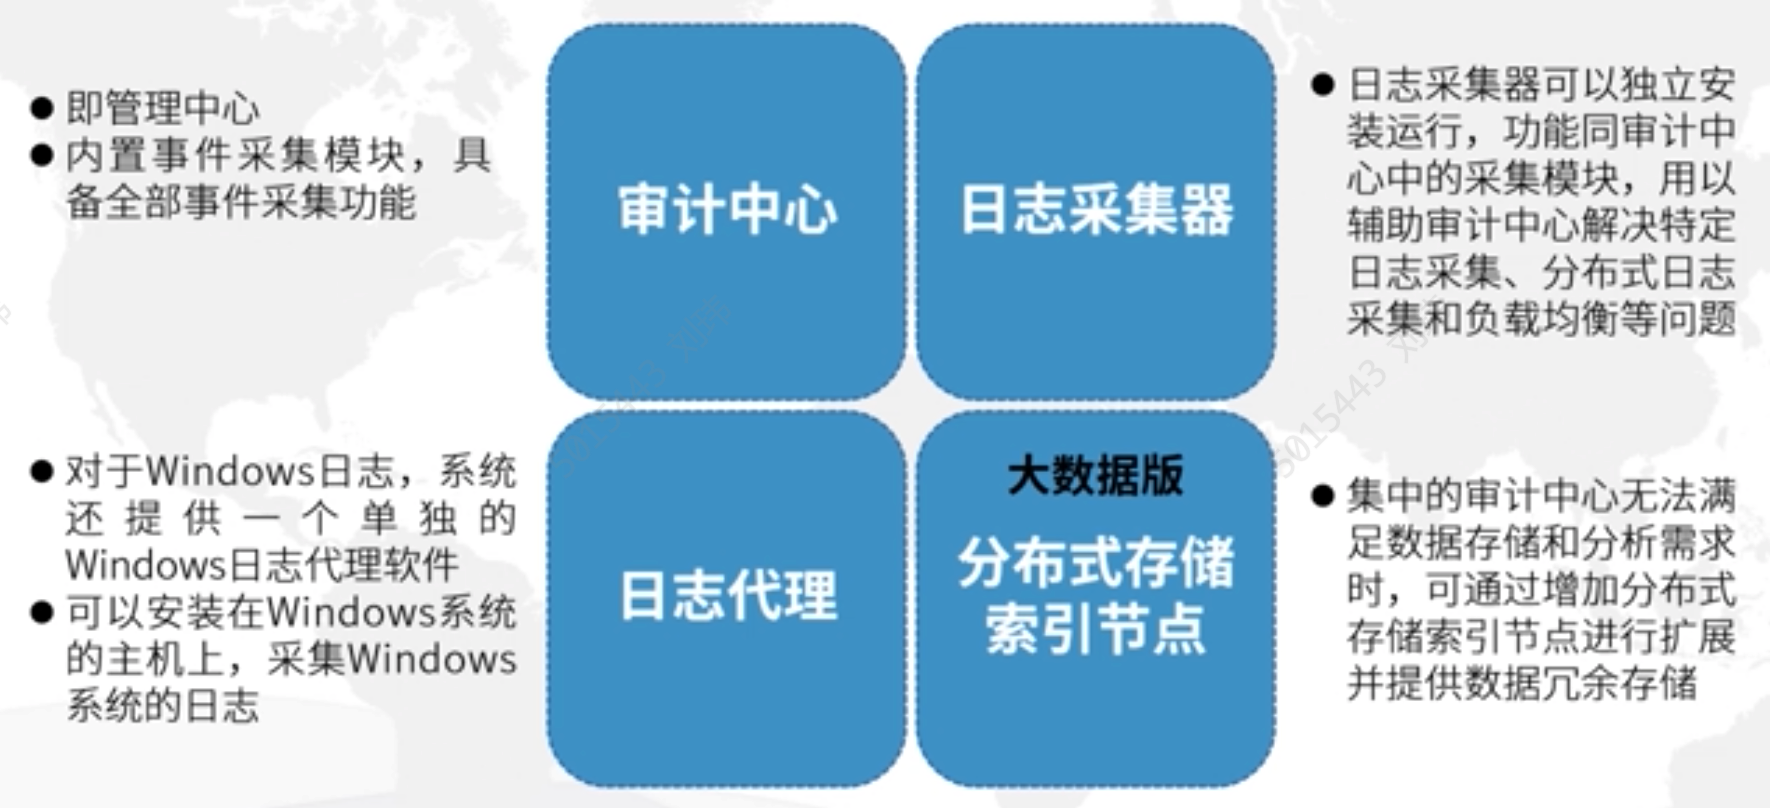 ● 即管理中心
● 内置事件采集模块，具
备全部事件采集功能
审计中心
日志采集器
● 日志采集器可以独立安
装运行，功能同审计中
心中的采集模块，用以
辅助审计中心解决特定
日志采集、分布式日志
采集和负载均衡等问题
● 对于Windows日志，系统
还提供一个单独的
Windows日志代理软件
● 可以安装在Windows系统
的主机上，采集Windows
系统的日志
日志代理
大数据版
分布式存储
索引节点
● 集中的审计中心无法满
足数据存储和分析需求
时，可通过增加分布式
存储索引节点进行扩展
并提供数据冗余存储
5015443
5015443